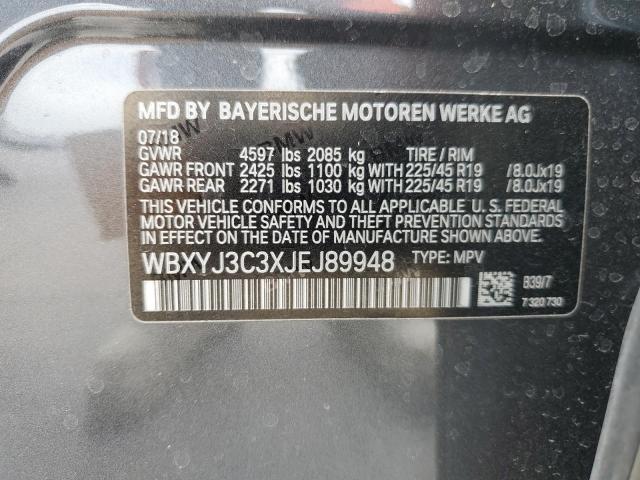 MFD BY BAYERISCHE MOTOREN WERKE AG
07/18
GVWR 4597 lbs 2085 kg TIRE / RIM
GAWR FRONT 2425 lbs 1100 kg WITH 225/45 R19 /8.0Jx19
GAWR REAR 2271 lbs 1030 kg WITH 225/45 R19 /8.0Jx19
THIS VEHICLE CONFORMS TO ALL APPLICABLE U. S. FEDERAL
MOTOR VEHICLE SAFETY AND THEFT PREVENTION STANDARDS
IN EFFECT ON THE DATE OF MANUFACTURE SHOWN ABOVE.
WBXYJ3C3XJEJ89948 TYPE: MPV
B39/7
7 320 730